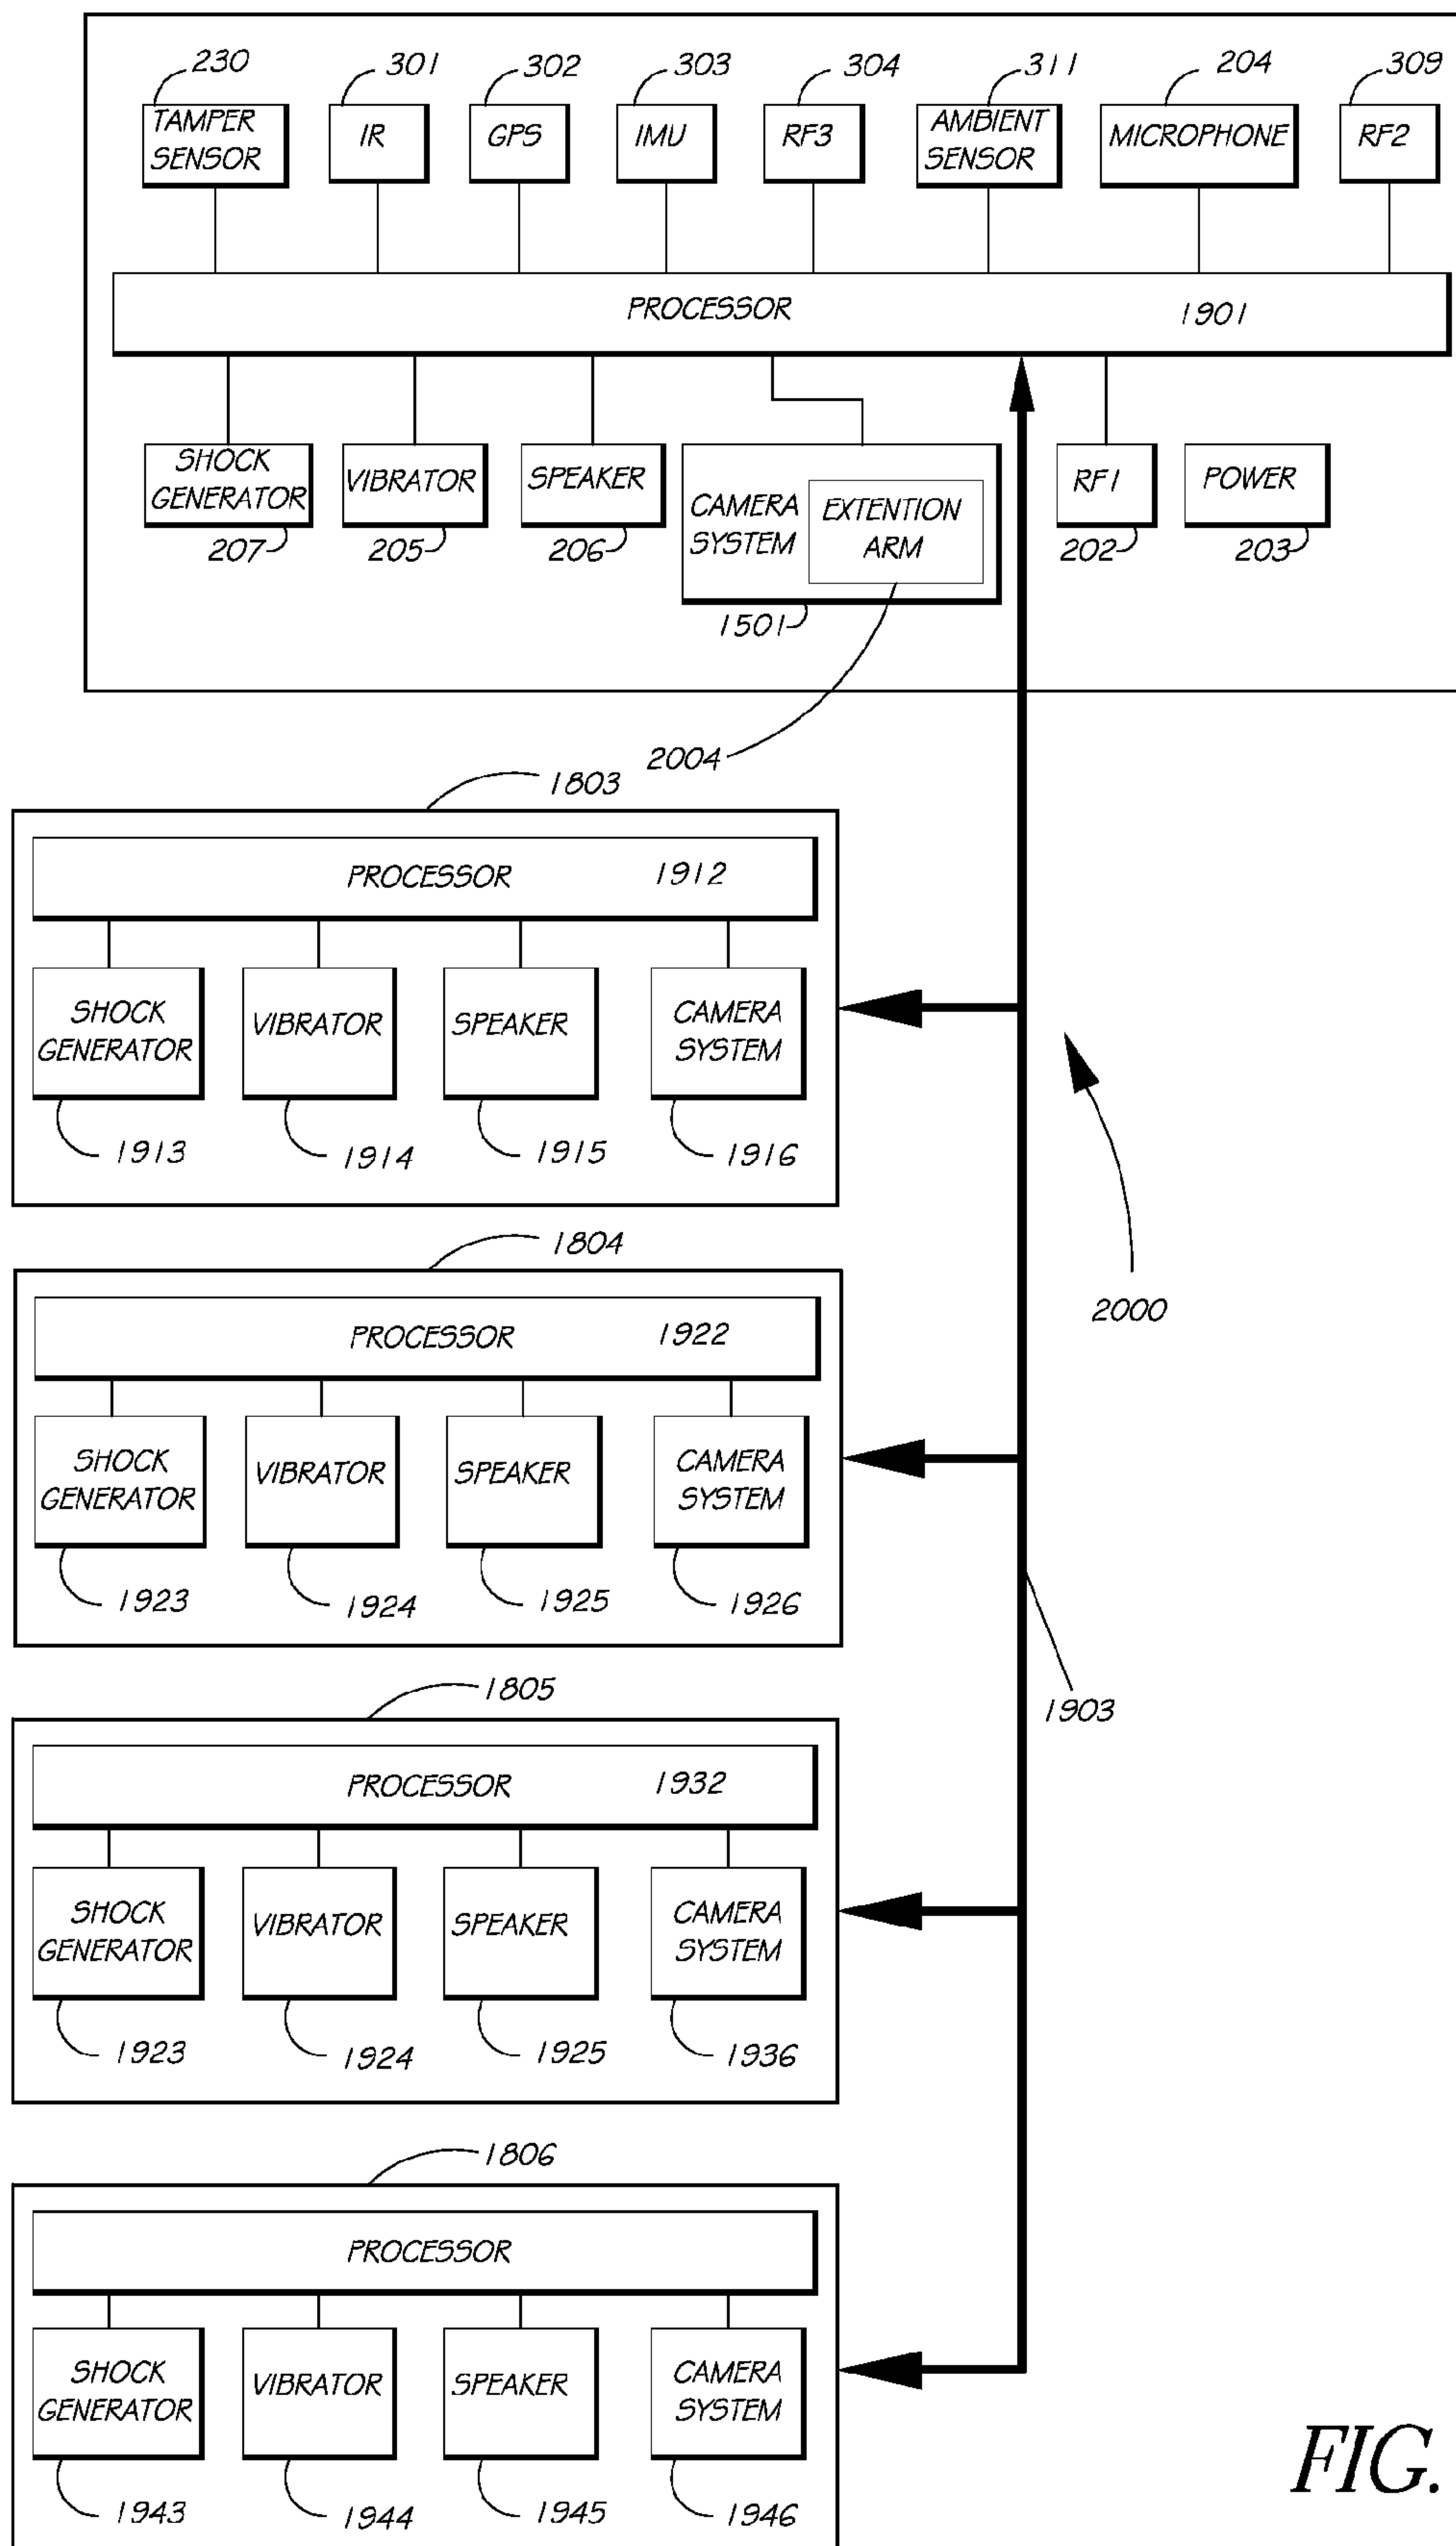 230 301 302 303 304 311 204 309
TAMPER SENSOR
IR
GPS
IMU
RF3
AMBIENT SENSOR
MICROPHONE
RF2
PROCESSOR 1901
SHOCK GENERATOR
VIBRATOR
SPEAKER
CAMERA SYSTEM
EXTENTION ARM
RF1
POWER
207 205 206 1501 202 203
2004
1803
PROCESSOR 1912
SHOCK GENERATOR
VIBRATOR
SPEAKER
CAMERA SYSTEM
1913 1914 1915 1916
2000
1804
PROCESSOR 1922
SHOCK GENERATOR
VIBRATOR
SPEAKER
CAMERA SYSTEM
1923 1924 1925 1926
1903
1805
PROCESSOR 1932
SHOCK GENERATOR
VIBRATOR
SPEAKER
CAMERA SYSTEM
1923 1924 1925 1936
1806
PROCESSOR
SHOCK GENERATOR
VIBRATOR
SPEAKER
CAMERA SYSTEM
1943 1944 1945 1946
FIG.